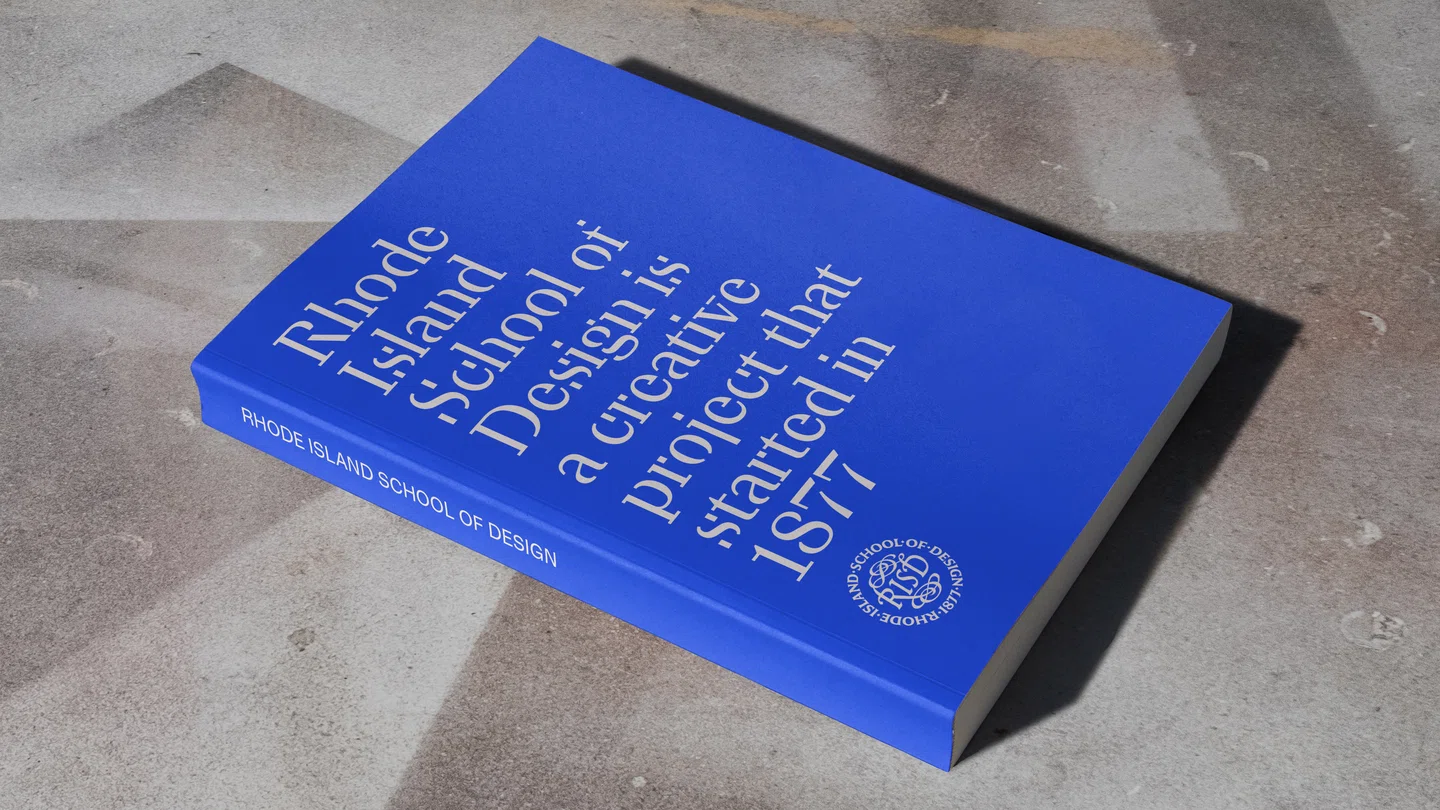 Rhode
Island
School of
Design is
a creative
project that
started in
1877
RHODE·ISLAND·SCHOOL·OF·DESIGN·1877·
RISD
RHODE ISLAND SCHOOL OF DESIGN